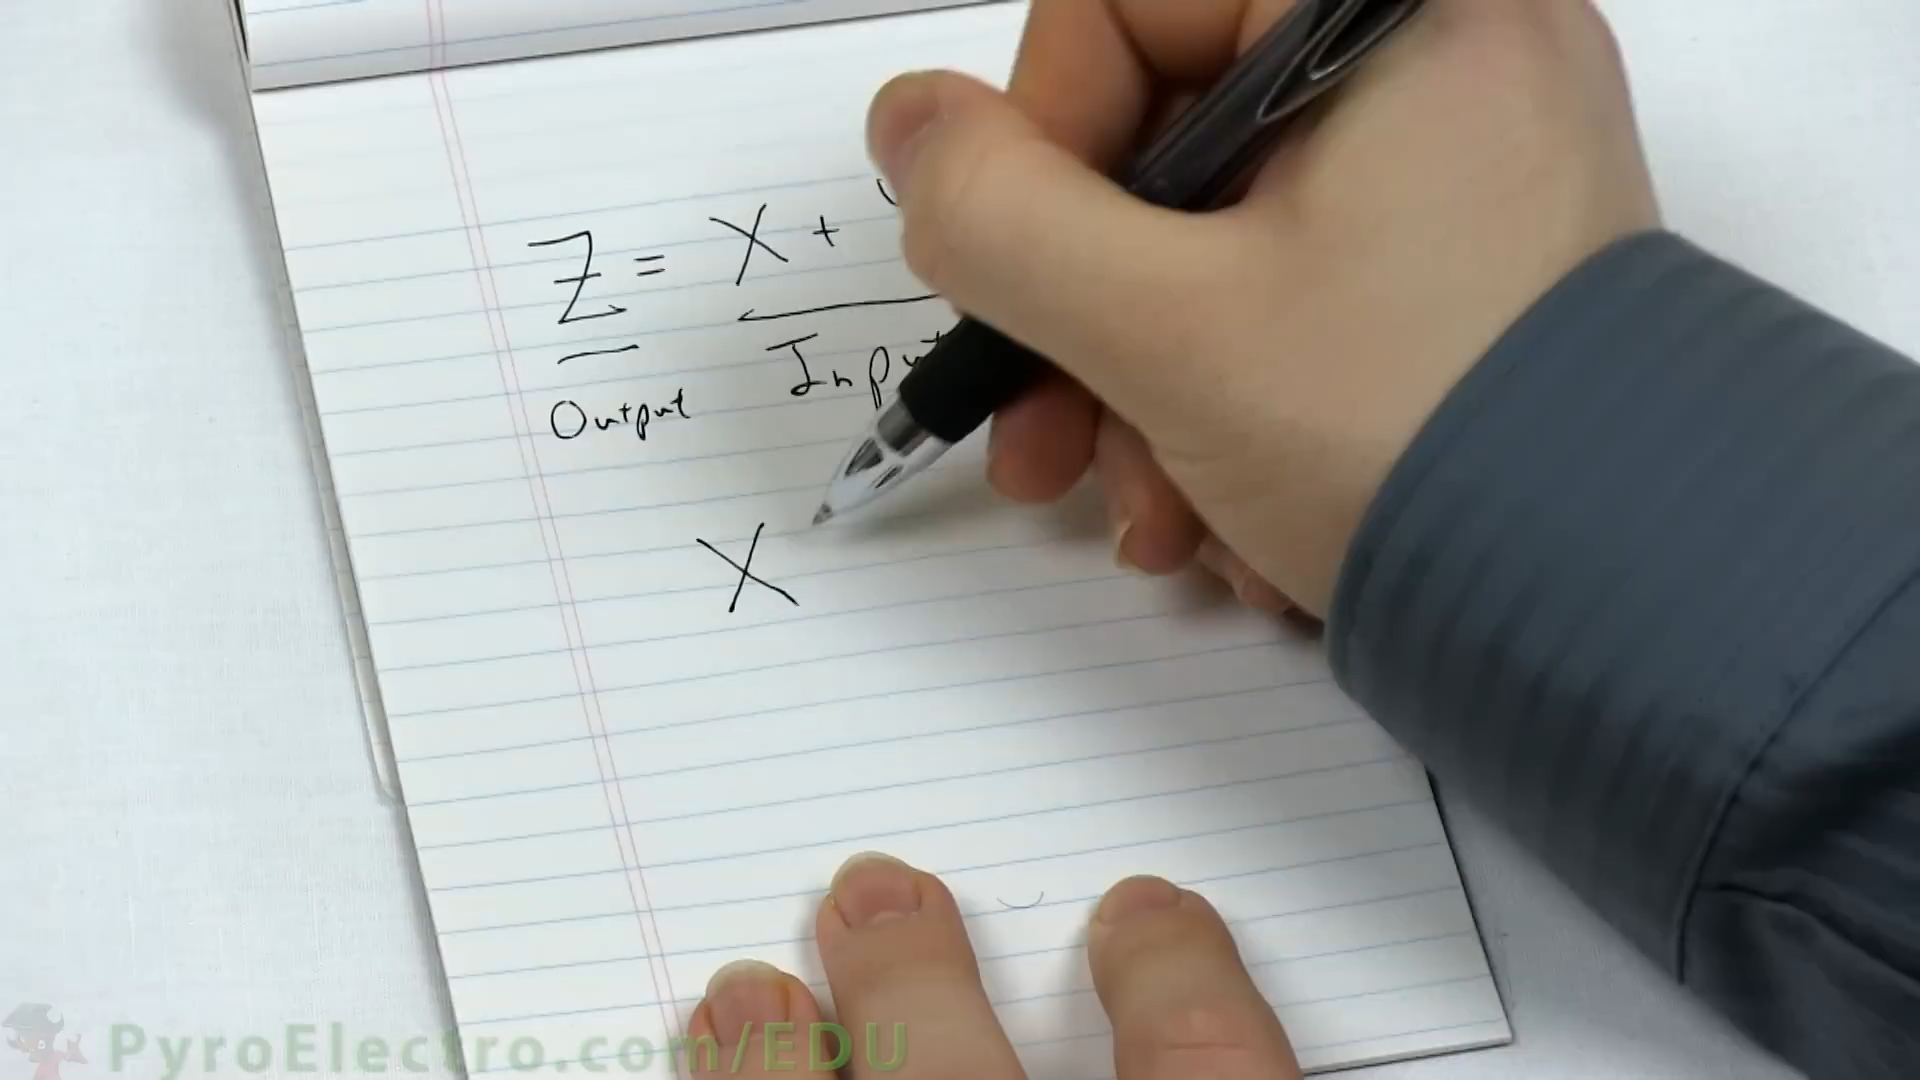 Z = X +
Output Input
X
PyroElectro.com/EDU